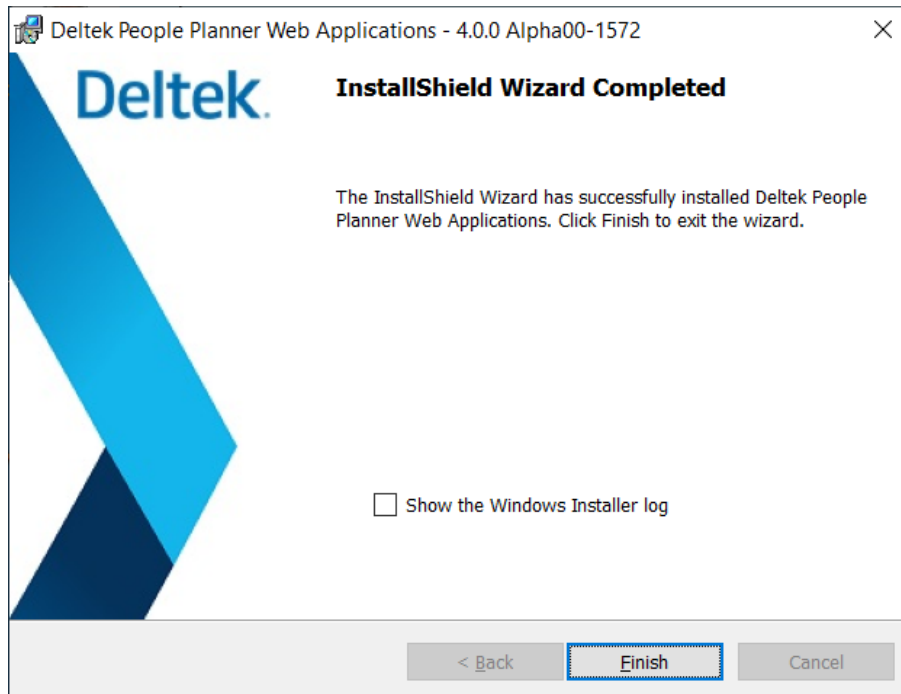 Deltek People Planner Web Applications - 4.0.0 Alpha00-1572
Deltek.
InstallShield Wizard Completed
The InstallShield Wizard has successfully installed Deltek People
Planner Web Applications. Click Finish to exit the wizard.
Show the Windows Installer log
< Back
Finish
Cancel